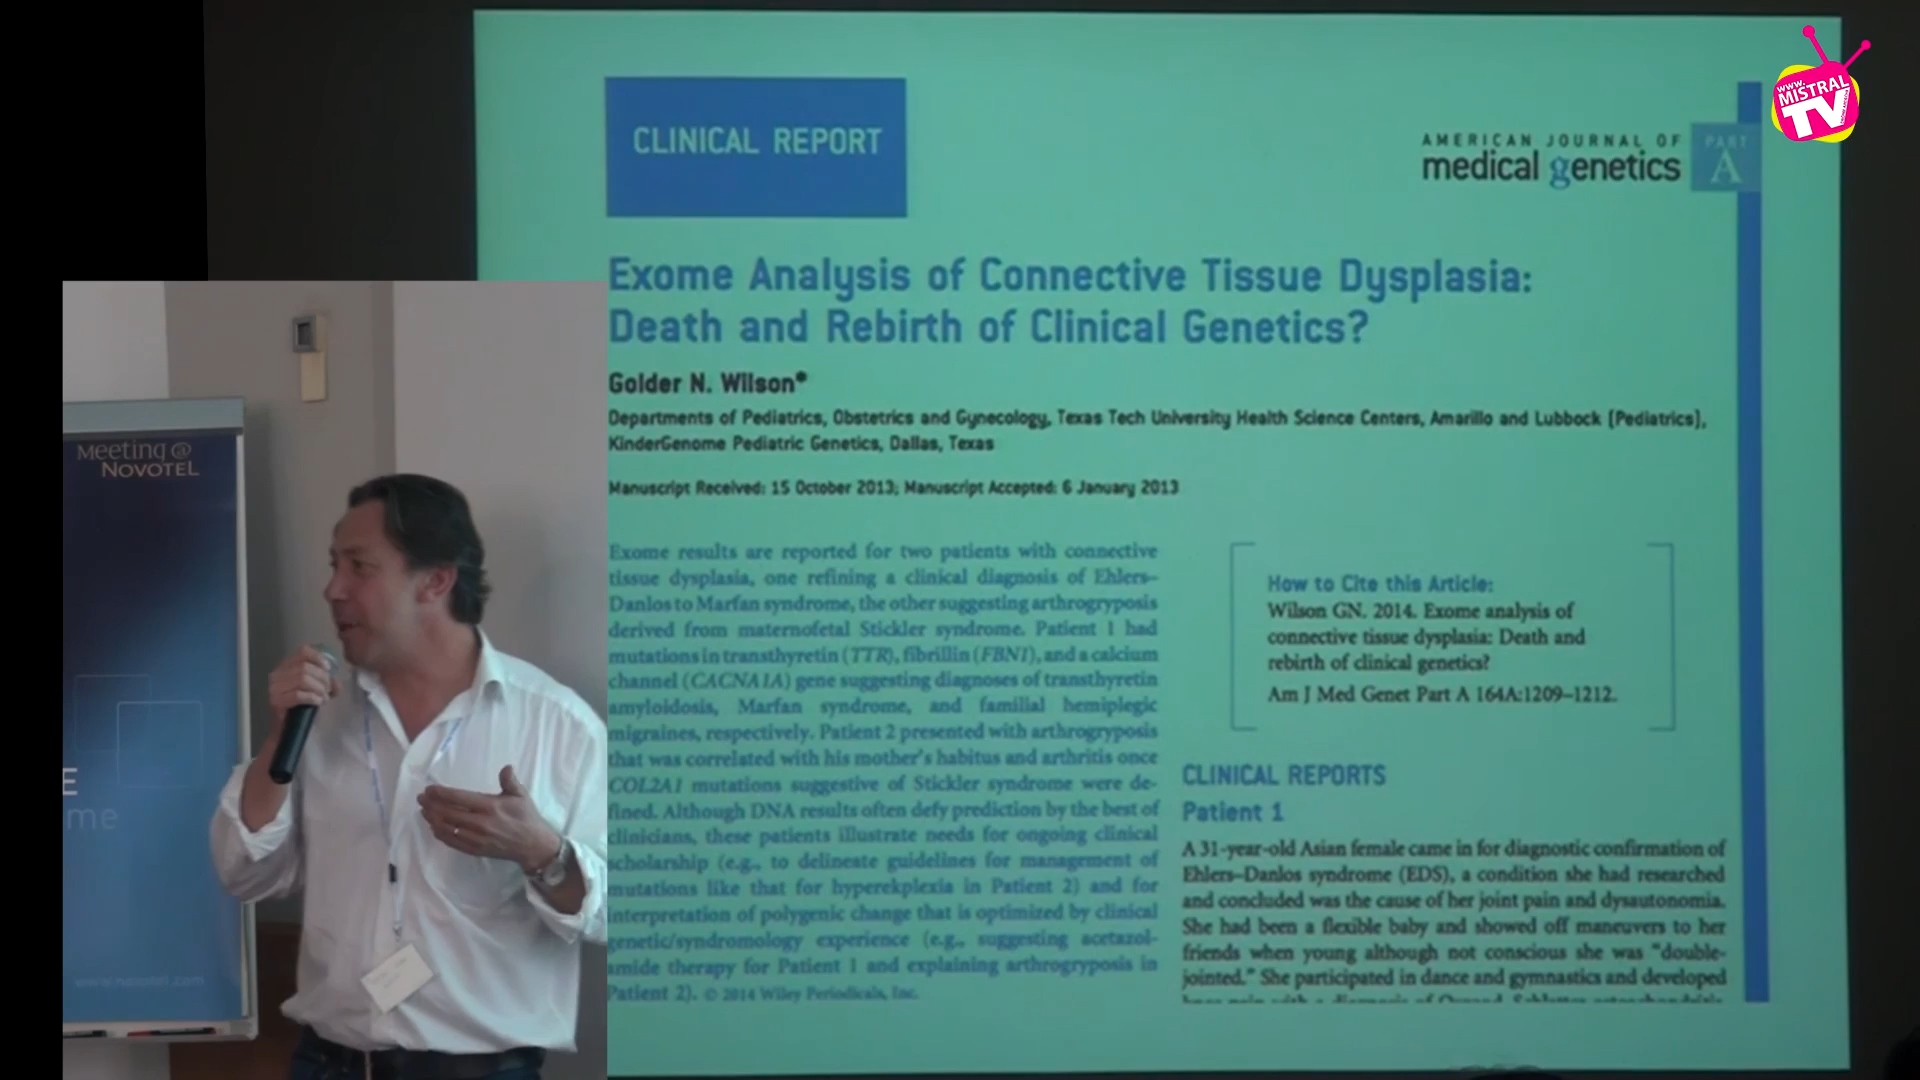 www.
MISTRAL
TV
CLINICAL REPORT
AMERICAN JOURNAL OF
medical genetics
PART
A
Exome Analysis of Connective Tissue Dysplasia:
Death and Rebirth of Clinical Genetics?
Golder N. Wilson*
Departments of Pediatrics, Obstetrics and Gynecology, Texas Tech University Health Science Centers, Amarillo and Lubbock (Pediatrics),
KinderGenome Pediatric Genetics, Dallas, Texas
Manuscript Received: 15 October 2013; Manuscript Accepted: 6 January 2013
Exome results are reported for two patients with connective
tissue dysplasia, one refining a clinical diagnosis of Ehlers–
Danlos to Marfan syndrome, the other suggesting arthrogryposis
derived from maternofetal Stickler syndrome. Patient 1 had
mutations in transthyretin (TTR), fibrillin (FBN1), and a calcium
channel (CACNA1A) gene suggesting diagnoses of transthyretin
amyloidosis, Marfan syndrome, and familial hemiplegic
migraines, respectively. Patient 2 presented with arthrogryposis
that was correlated with his mother's habitus and arthritis once
COL2A1 mutations suggestive of Stickler syndrome were de-
fined. Although DNA results often defy prediction by the best of
clinicians, these patients illustrate needs for ongoing clinical
scholarship (e.g., to delineate guidelines for management of
mutations like that for hyperekplexia in Patient 2) and for
interpretation of polygenic change that is optimized by clinical
genetic/syndromology experience (e.g., suggesting acetazol-
amide therapy for Patient 1 and explaining arthrogryposis in
Patient 2). © 2014 Wiley Periodicals, Inc.
How to Cite this Article:
Wilson GN. 2014. Exome analysis of
connective tissue dysplasia: Death and
rebirth of clinical genetics?
Am J Med Genet Part A 164A:1209–1212.
CLINICAL REPORTS
Patient 1
A 31-year-old Asian female came in for diagnostic confirmation of
Ehlers–Danlos syndrome (EDS), a condition she had researched
and concluded was the cause of her joint pain and dysautonomia.
She had been a flexible baby and showed off maneuvers to her
friends when young although not conscious she was "double-
jointed." She participated in dance and gymnastics and developed
Meeting @
NOVOTEL
E
me
www.novotel.com